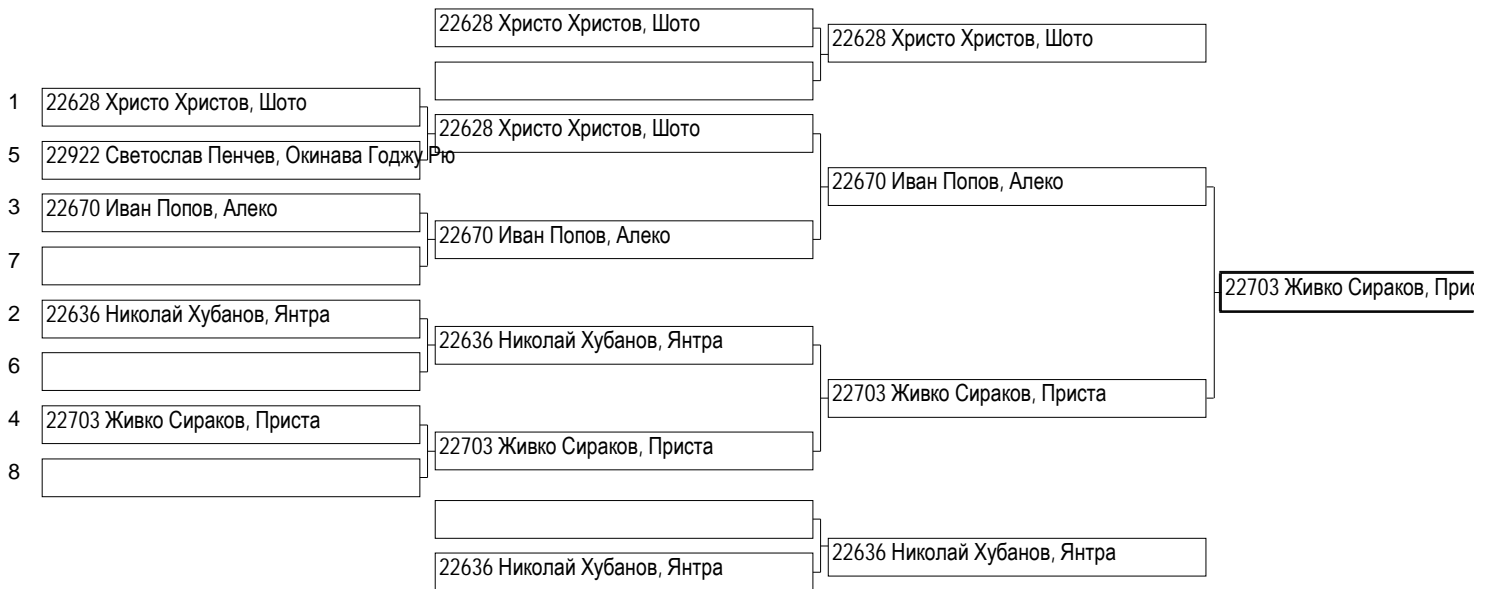 22628 Христо Христов, Шото
22628 Христо Христов, Шото
1 22628 Христо Христов, Шото
22628 Христо Христов, Шото
5 22922 Светослав Пенчев, Окинава Годжу Рю
22670 Иван Попов, Алеко
3 22670 Иван Попов, Алеко
22670 Иван Попов, Алеко
7
22703 Живко Сираков, При
2 22636 Николай Хубанов, Янтра
22636 Николай Хубанов, Янтра
6
22703 Живко Сираков, Приста
4 22703 Живко Сираков, Приста
22703 Живко Сираков, Приста
8
22636 Николай Хубанов, Янтра
22636 Николай Хубанов, Янтра